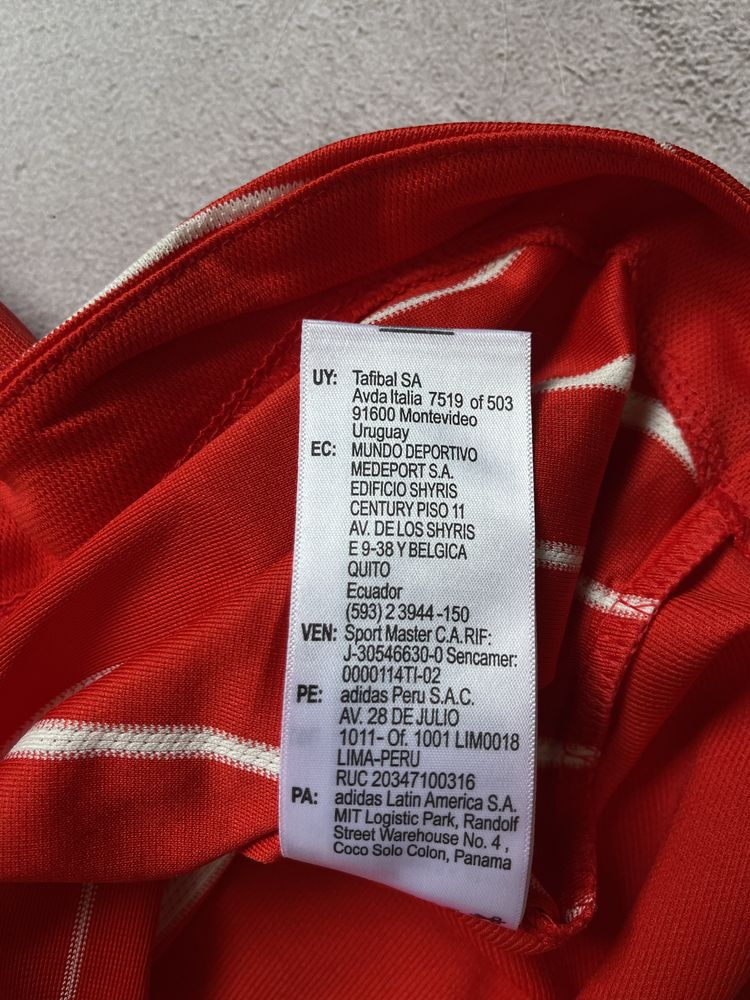 UY: Tafibal SA
Avda Italia 7519 of 503
91600 Montevideo
Uruguay
EC: MUNDO DEPORTIVO
MEDEPORT S.A.
EDIFICIO SHYRIS
CENTURY PISO 11
AV. DE LOS SHYRIS
E 9-38 Y BELGICA
QUITO
Ecuador
(593) 2 3944-150
VEN: Sport Master C.A. RIF:
J-30546630-0 Sencamer:
0000114TI-02
PE: adidas Peru S.A.C.
AV. 28 DE JULIO
1011- Of. 1001 LIM0018
LIMA-PERU
RUC 20347100316
PA: adidas Latin America S.A.
MIT Logistic Park, Randolf
Street Warehouse No. 4 ,
Coco Solo Colon, Panama